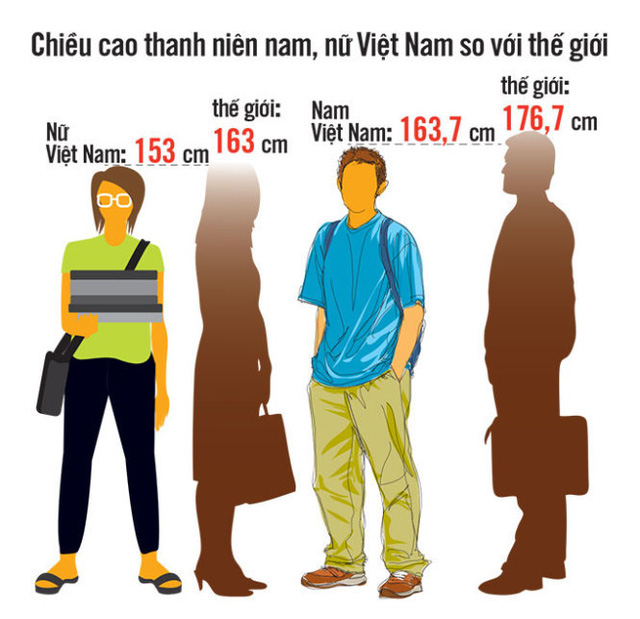 Chiều cao thanh niên nam, nữ Việt Nam so với thế giới
Nữ
Việt Nam: 153 cm
thế giới:
163 cm
Nam
Việt Nam: 163,7 cm
thế giới:
176,7 cm